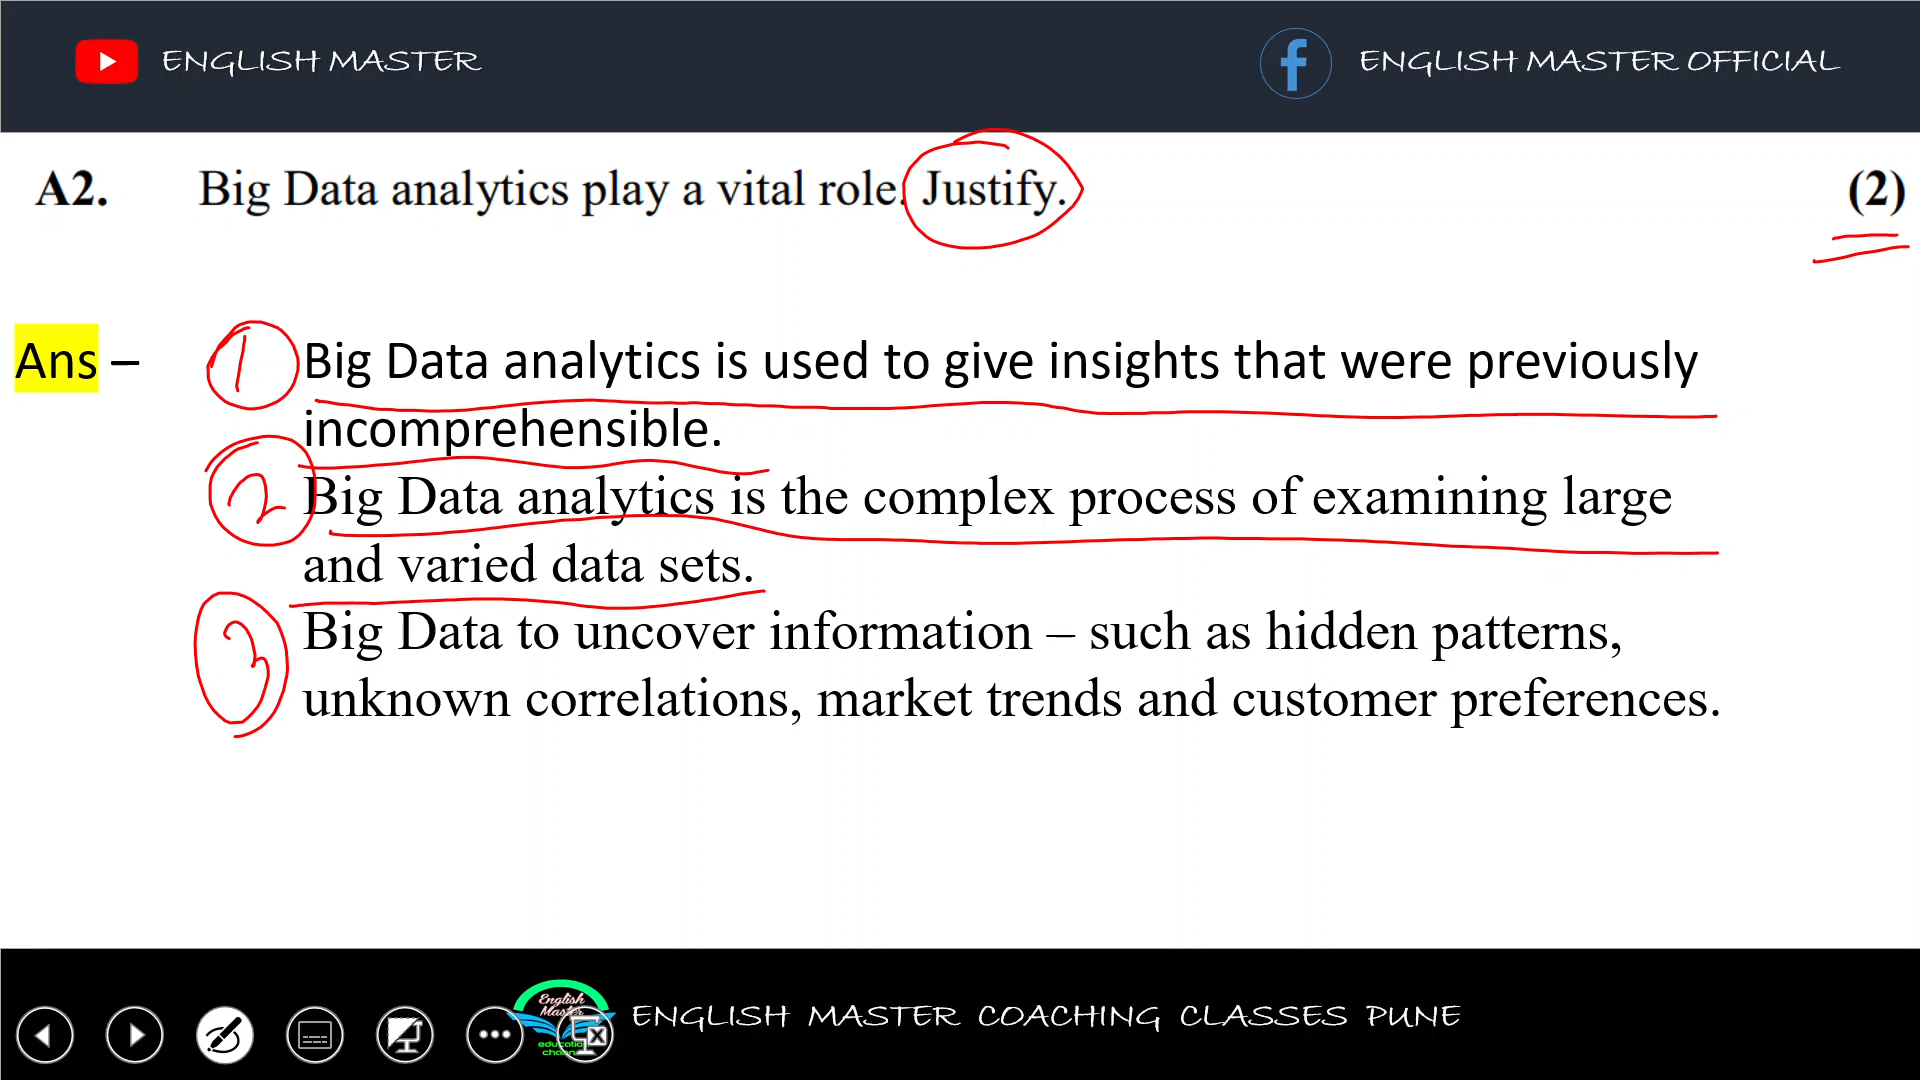 ENGLISH MASTER
ENGLISH MASTER OFFICIAL
A2. Big Data analytics play a vital role. Justify. (2)
Ans – 1 Big Data analytics is used to give insights that were previously
incomprehensible.
2 Big Data analytics is the complex process of examining large
and varied data sets.
3 Big Data to uncover information – such as hidden patterns,
unknown correlations, market trends and customer preferences.
English
Master
ENGLISH MASTER COACHING CLASSES PUNE